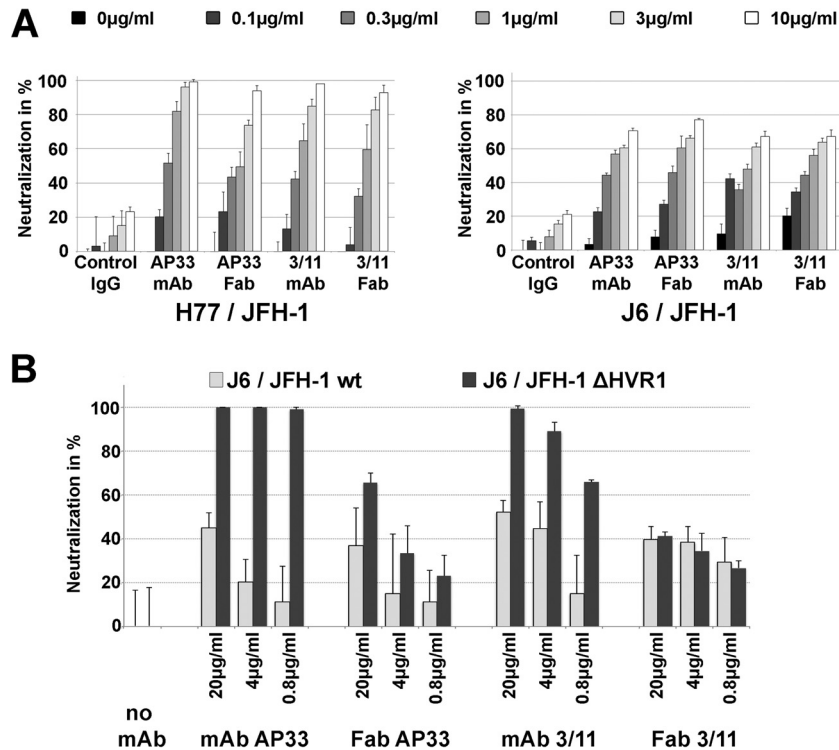 A
0µg/ml 0.1µg/ml 0.3µg/ml 1µg/ml 3µg/ml 10µg/ml
Neutralization in %
100
80
60
40
20
0
Control IgG
AP33 mAb
AP33 Fab
3/11 mAb
3/11 Fab
H77 / JFH-1
Neutralization in %
100
80
60
40
20
0
Control IgG
AP33 mAb
AP33 Fab
3/11 mAb
3/11 Fab
J6 / JFH-1
B
J6 / JFH-1 wt J6 / JFH-1 ΔHVR1
Neutralization in %
100
80
60
40
20
0
no mAb
20µg/ml 4µg/ml 0.8µg/ml
mAb AP33
20µg/ml 4µg/ml 0.8µg/ml
Fab AP33
20µg/ml 4µg/ml 0.8µg/ml
mAb 3/11
20µg/ml 4µg/ml 0.8µg/ml
Fab 3/11